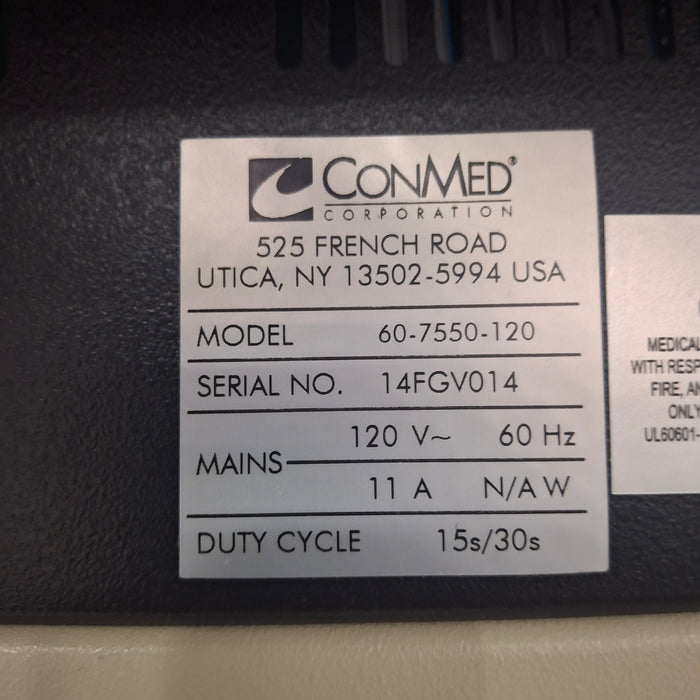 CONMED®
CORPORATION
525 FRENCH ROAD
UTICA, NY 13502-5994 USA
MODEL 60-7550-120
SERIAL NO. 14FGV014
MAINS
120 V~ 60 Hz
11 A N/A W
DUTY CYCLE 15s/30s
MEDICAL
WITH RESP
FIRE, AN
ONLY
UL60601-